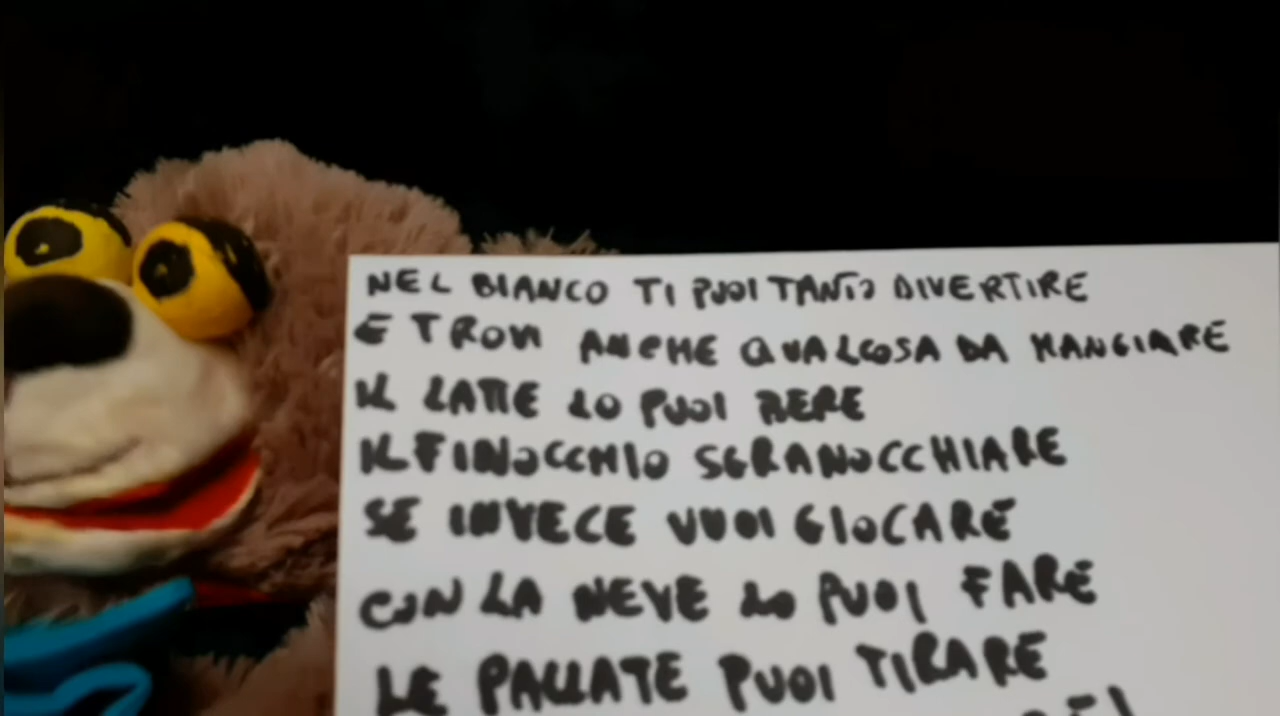 NEL BIANCO TI PUOI TANTO DIVERTIRE
E TROVI ANCHE QUALCOSA DA MANGIARE
IL LATTE LO PUOI BERE
IL FINOCCHIO SGRANOCCHIARE
SE INVECE VUOI GIOCARE
CON LA NEVE LO PUOI FARE
LE PALLATE PUOI TIRARE